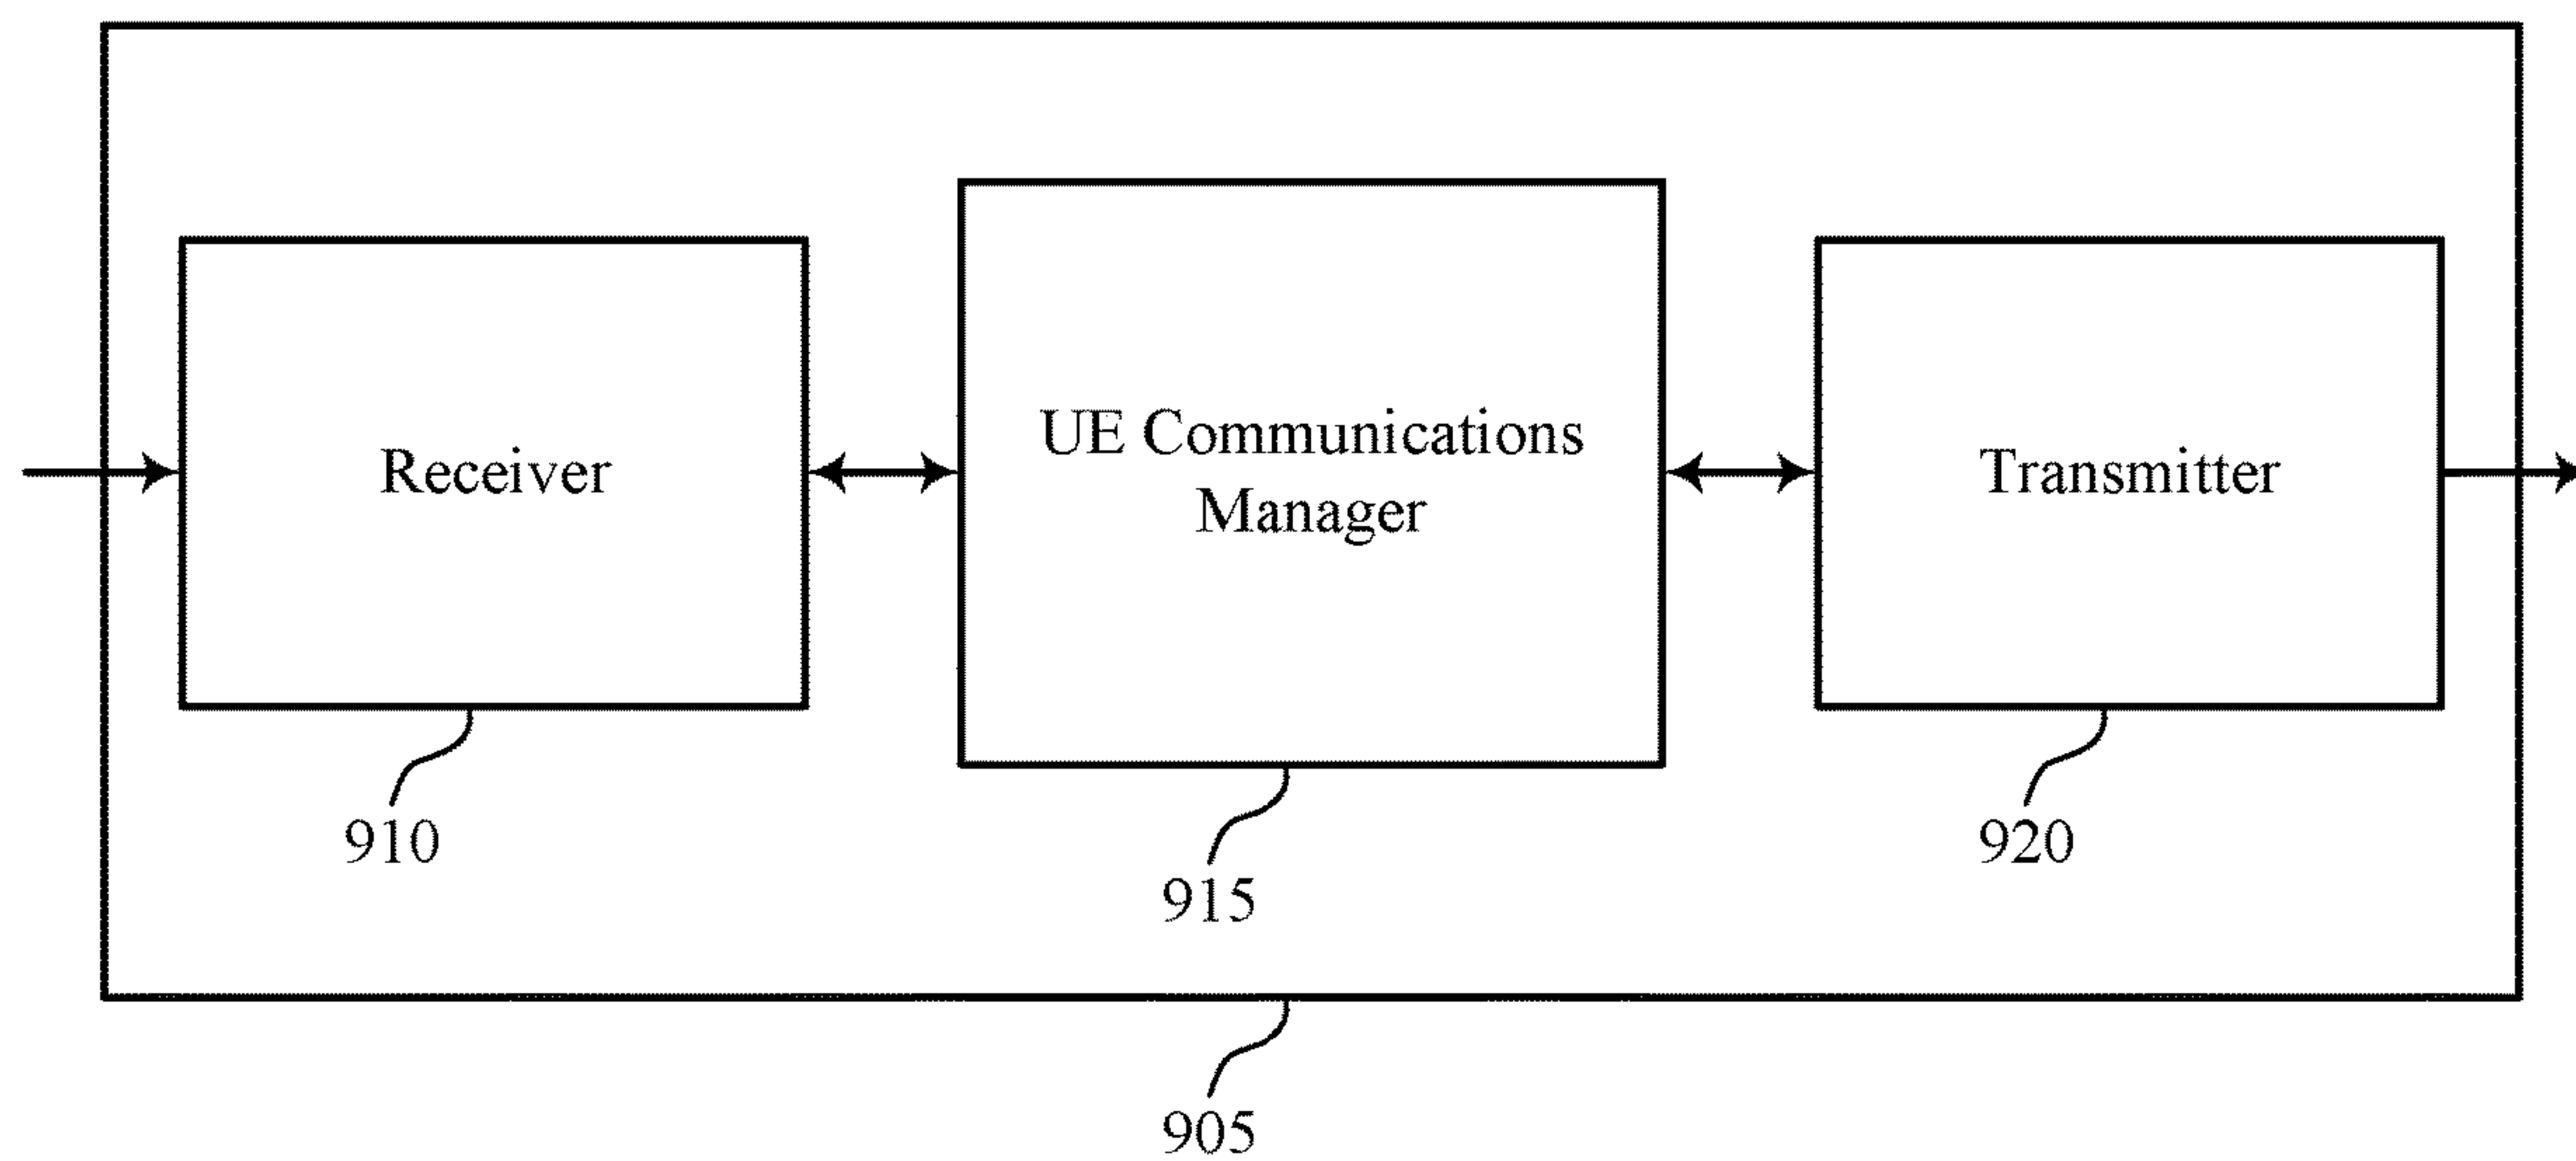 Receiver
UE Communications
Manager
Transmitter
910
915
920
905